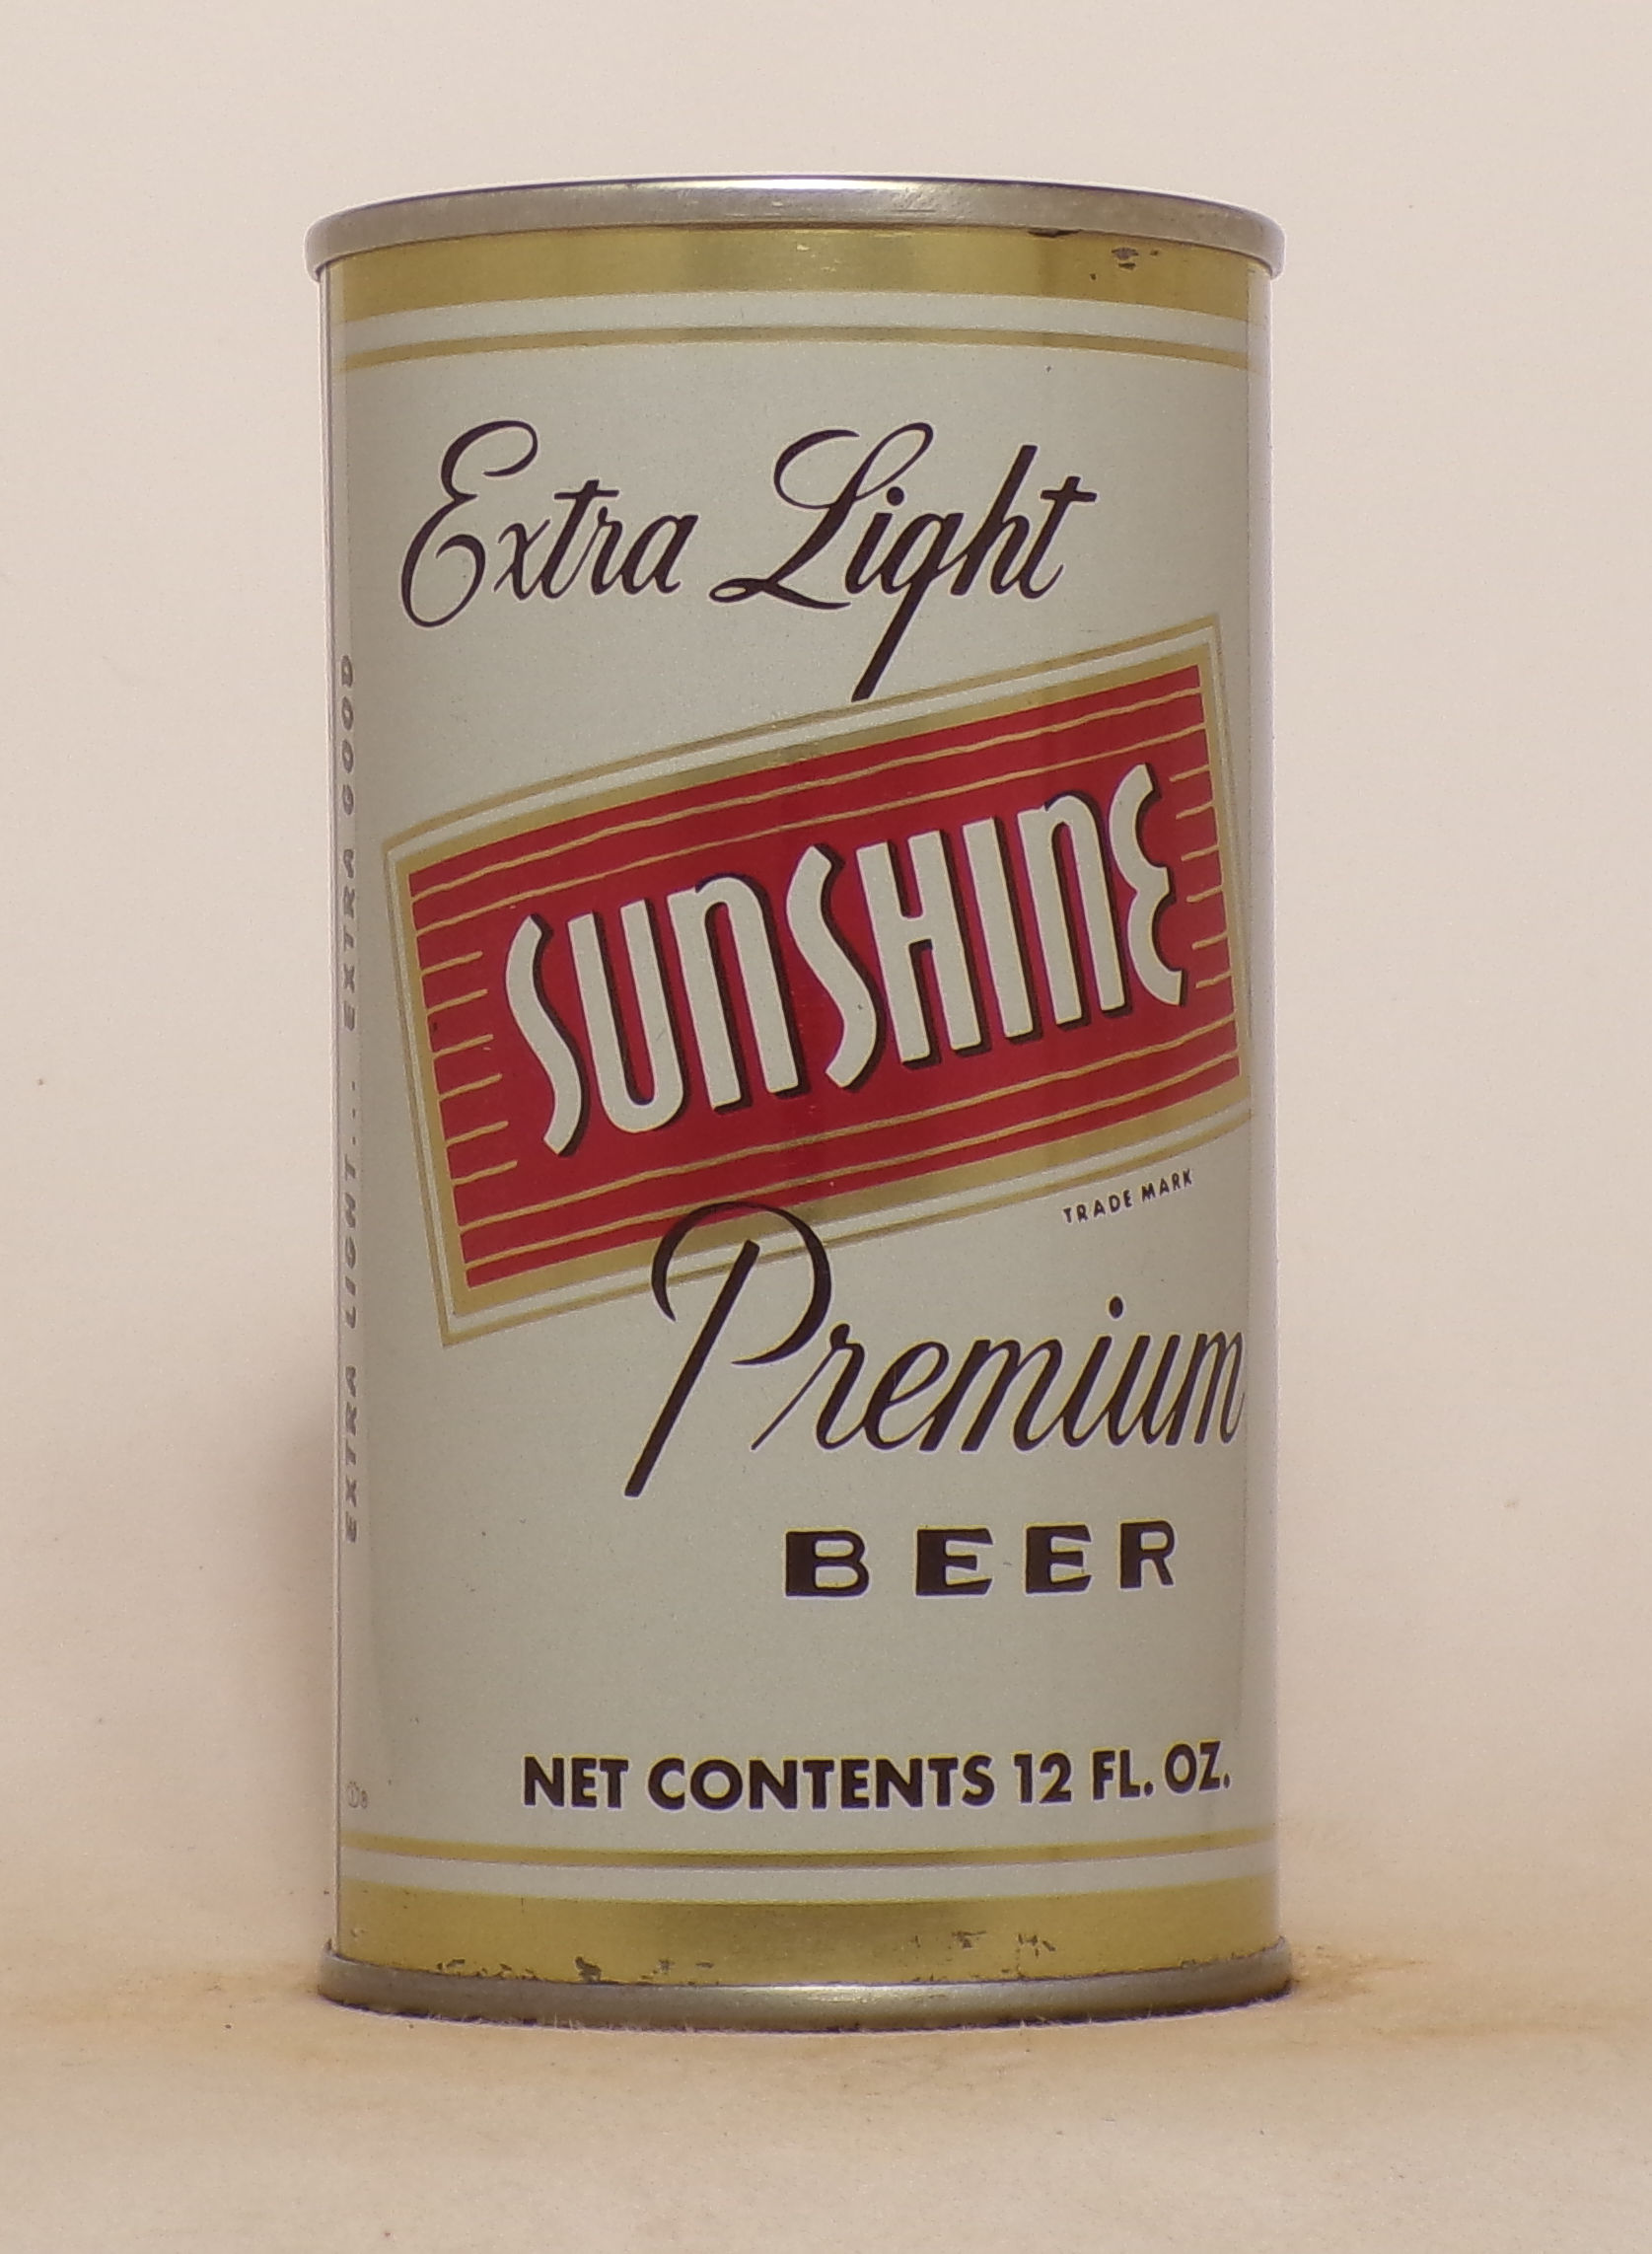 Extra Light
SUNSHINE
TRADE MARK
Premium
BEER
NET CONTENTS 12 FL. OZ.
EXTRA LIGHT... EXTRA GOOD